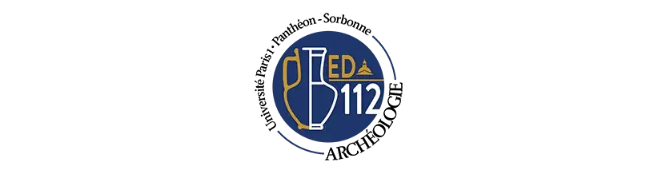 Université Paris 1 • Panthéon - Sorbonne
ED
112
ARCHÉOLOGIE